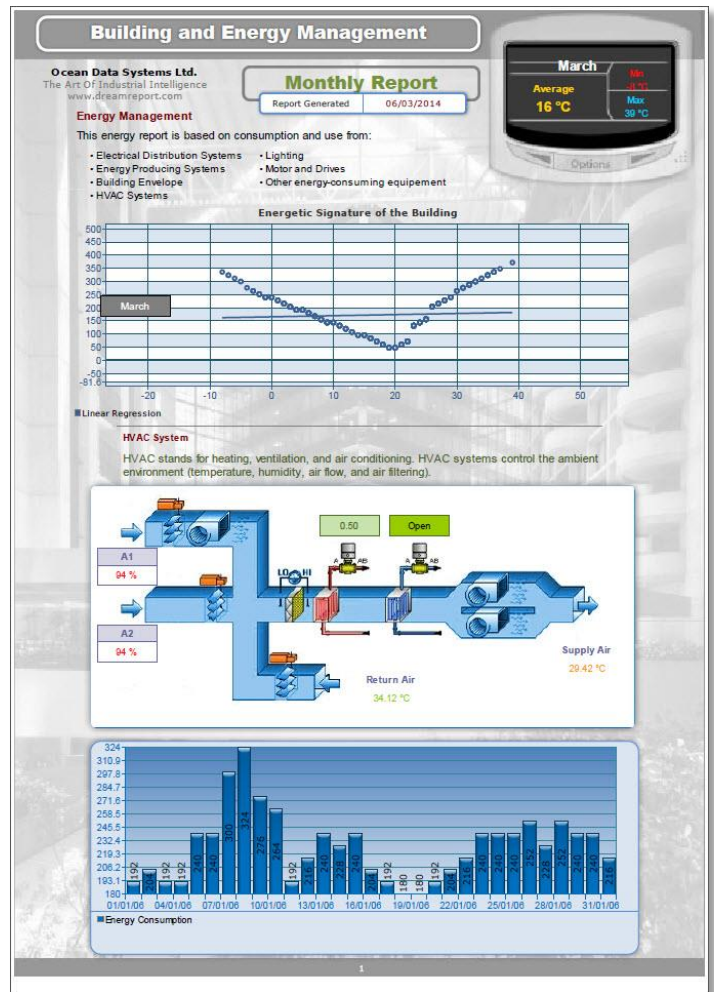 Building and Energy Management
Ocean Data Systems Ltd.
The Art Of Industrial Intelligence
www.dreamreport.com
Monthly Report
Report Generated 06/03/2014
March
Average
16 °C
Min
-8 °C
Max
39 °C
Options
Energy Management
This energy report is based on consumption and use from:
• Electrical Distribution Systems • Lighting
• Energy Producing Systems • Motor and Drives
• Building Envelope • Other energy-consuming equipement
• HVAC Systems
Energetic Signature of the Building
500
450
400
350
300
250
200
150
100
50
0
-50
-81.6
March
-20 -10 0 10 20 30 40 50
Linear Regression
HVAC System
HVAC stands for heating, ventilation, and air conditioning. HVAC systems control the ambient
environment (temperature, humidity, air flow, and air filtering).
0.50 Open
A1
94 %
LO HI
A AB A AB
A2
94 %
Supply Air
29.42 °C
Return Air
34.12 °C
324
310.9
297.8
284.7
271.6
258.5
245.5
232.4
219.3
206.2
193.1
180
192 204 192 192 240 240 300 324 276 264 192 216 240 228 240 204 192 180 180 192 204 216 240 240 240 252 228 252 240 240 216
01/01/06 04/01/06 07/01/06 10/01/06 13/01/06 16/01/06 19/01/06 22/01/06 25/01/06 28/01/06 31/01/06
Energy Consumption
1